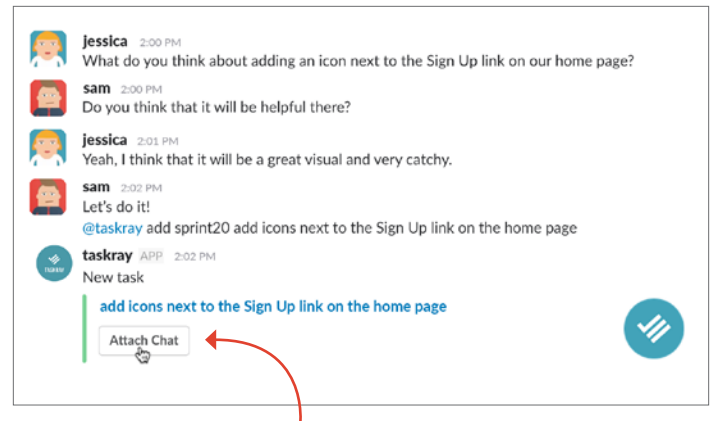 jessica 2:00 PM
What do you think about adding an icon next to the Sign Up link on our home page?
sam 2:00 PM
Do you think that it will be helpful there?
jessica 2:01 PM
Yeah, I think that it will be a great visual and very catchy.
sam 2:02 PM
Let's do it!
@taskray add sprint20 add icons next to the Sign Up link on the home page
TASKRAY
taskray APP 2:02 PM
New task
add icons next to the Sign Up link on the home page
Attach Chat